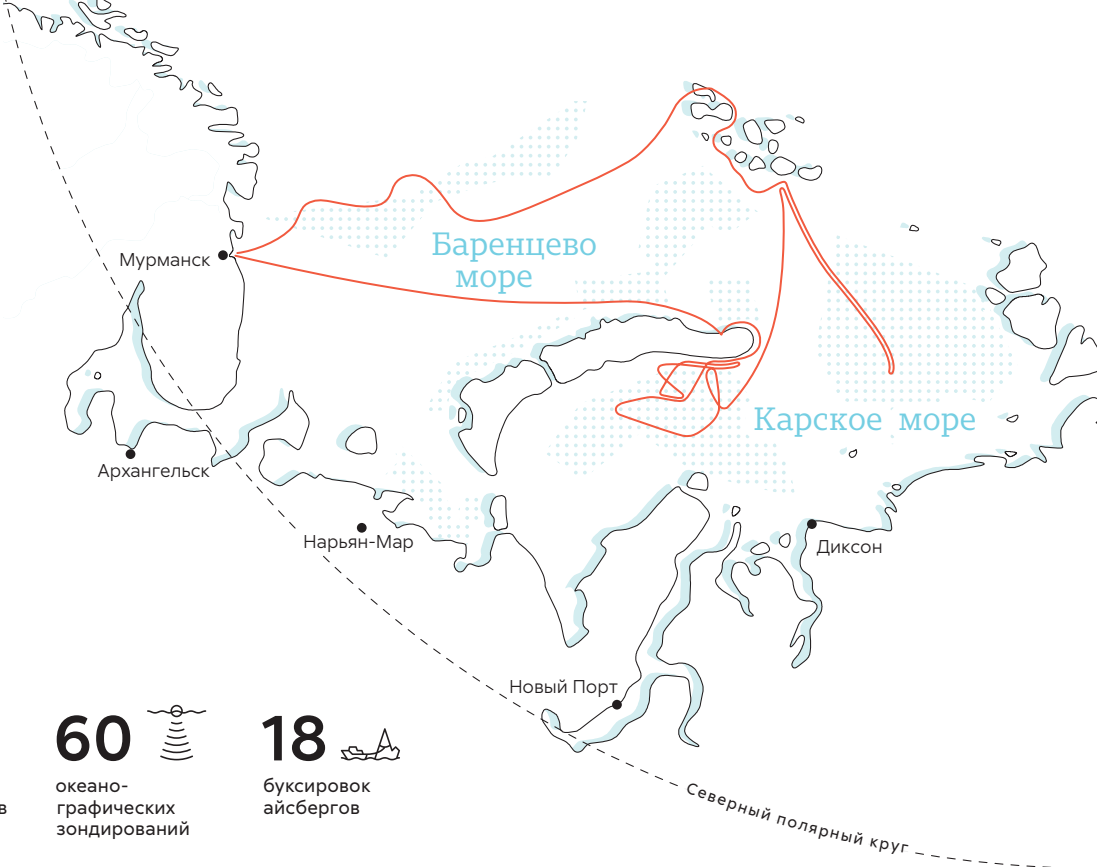 Баренцево
море
Мурманск
Карское море
Архангельск
Нарьян-Мар
Диксон
Новый Порт
60
океано-
графических
зондирований
18
буксировок
айсбергов
в
Северный полярный круг